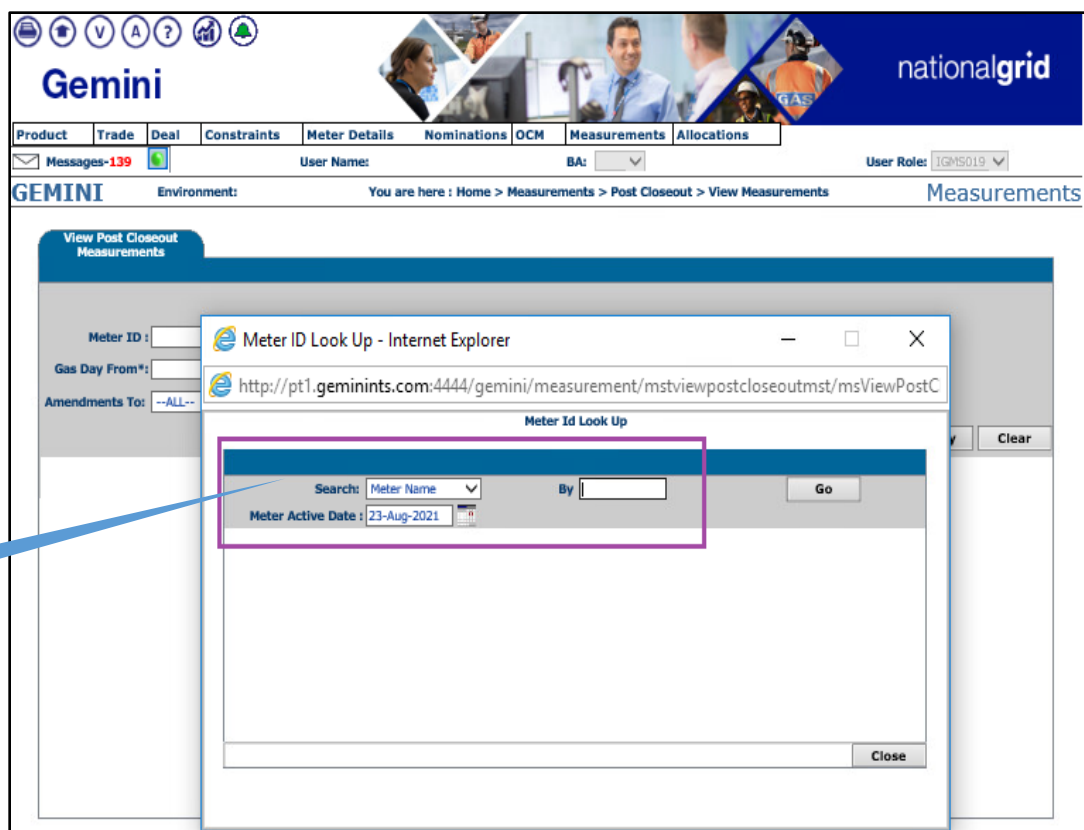 V A ?
Gemini
nationalgrid
GAS
Product Trade Deal Constraints Meter Details Nominations OCM Measurements Allocations
Messages-139 User Name: BA: User Role: IGMS019
GEMINI Environment: You are here : Home > Measurements > Post Closeout > View Measurements Measurements
View Post Closeout
Measurements
Meter ID :
Gas Day From*:
Amendments To: --ALL--
y Clear
Meter ID Look Up - Internet Explorer
http://pt1.geminints.com:4444/gemini/measurement/mstviewpostcloseoutmst/msViewPostC
Meter Id Look Up
Search: Meter Name By Go
Meter Active Date : 23-Aug-2021
Close